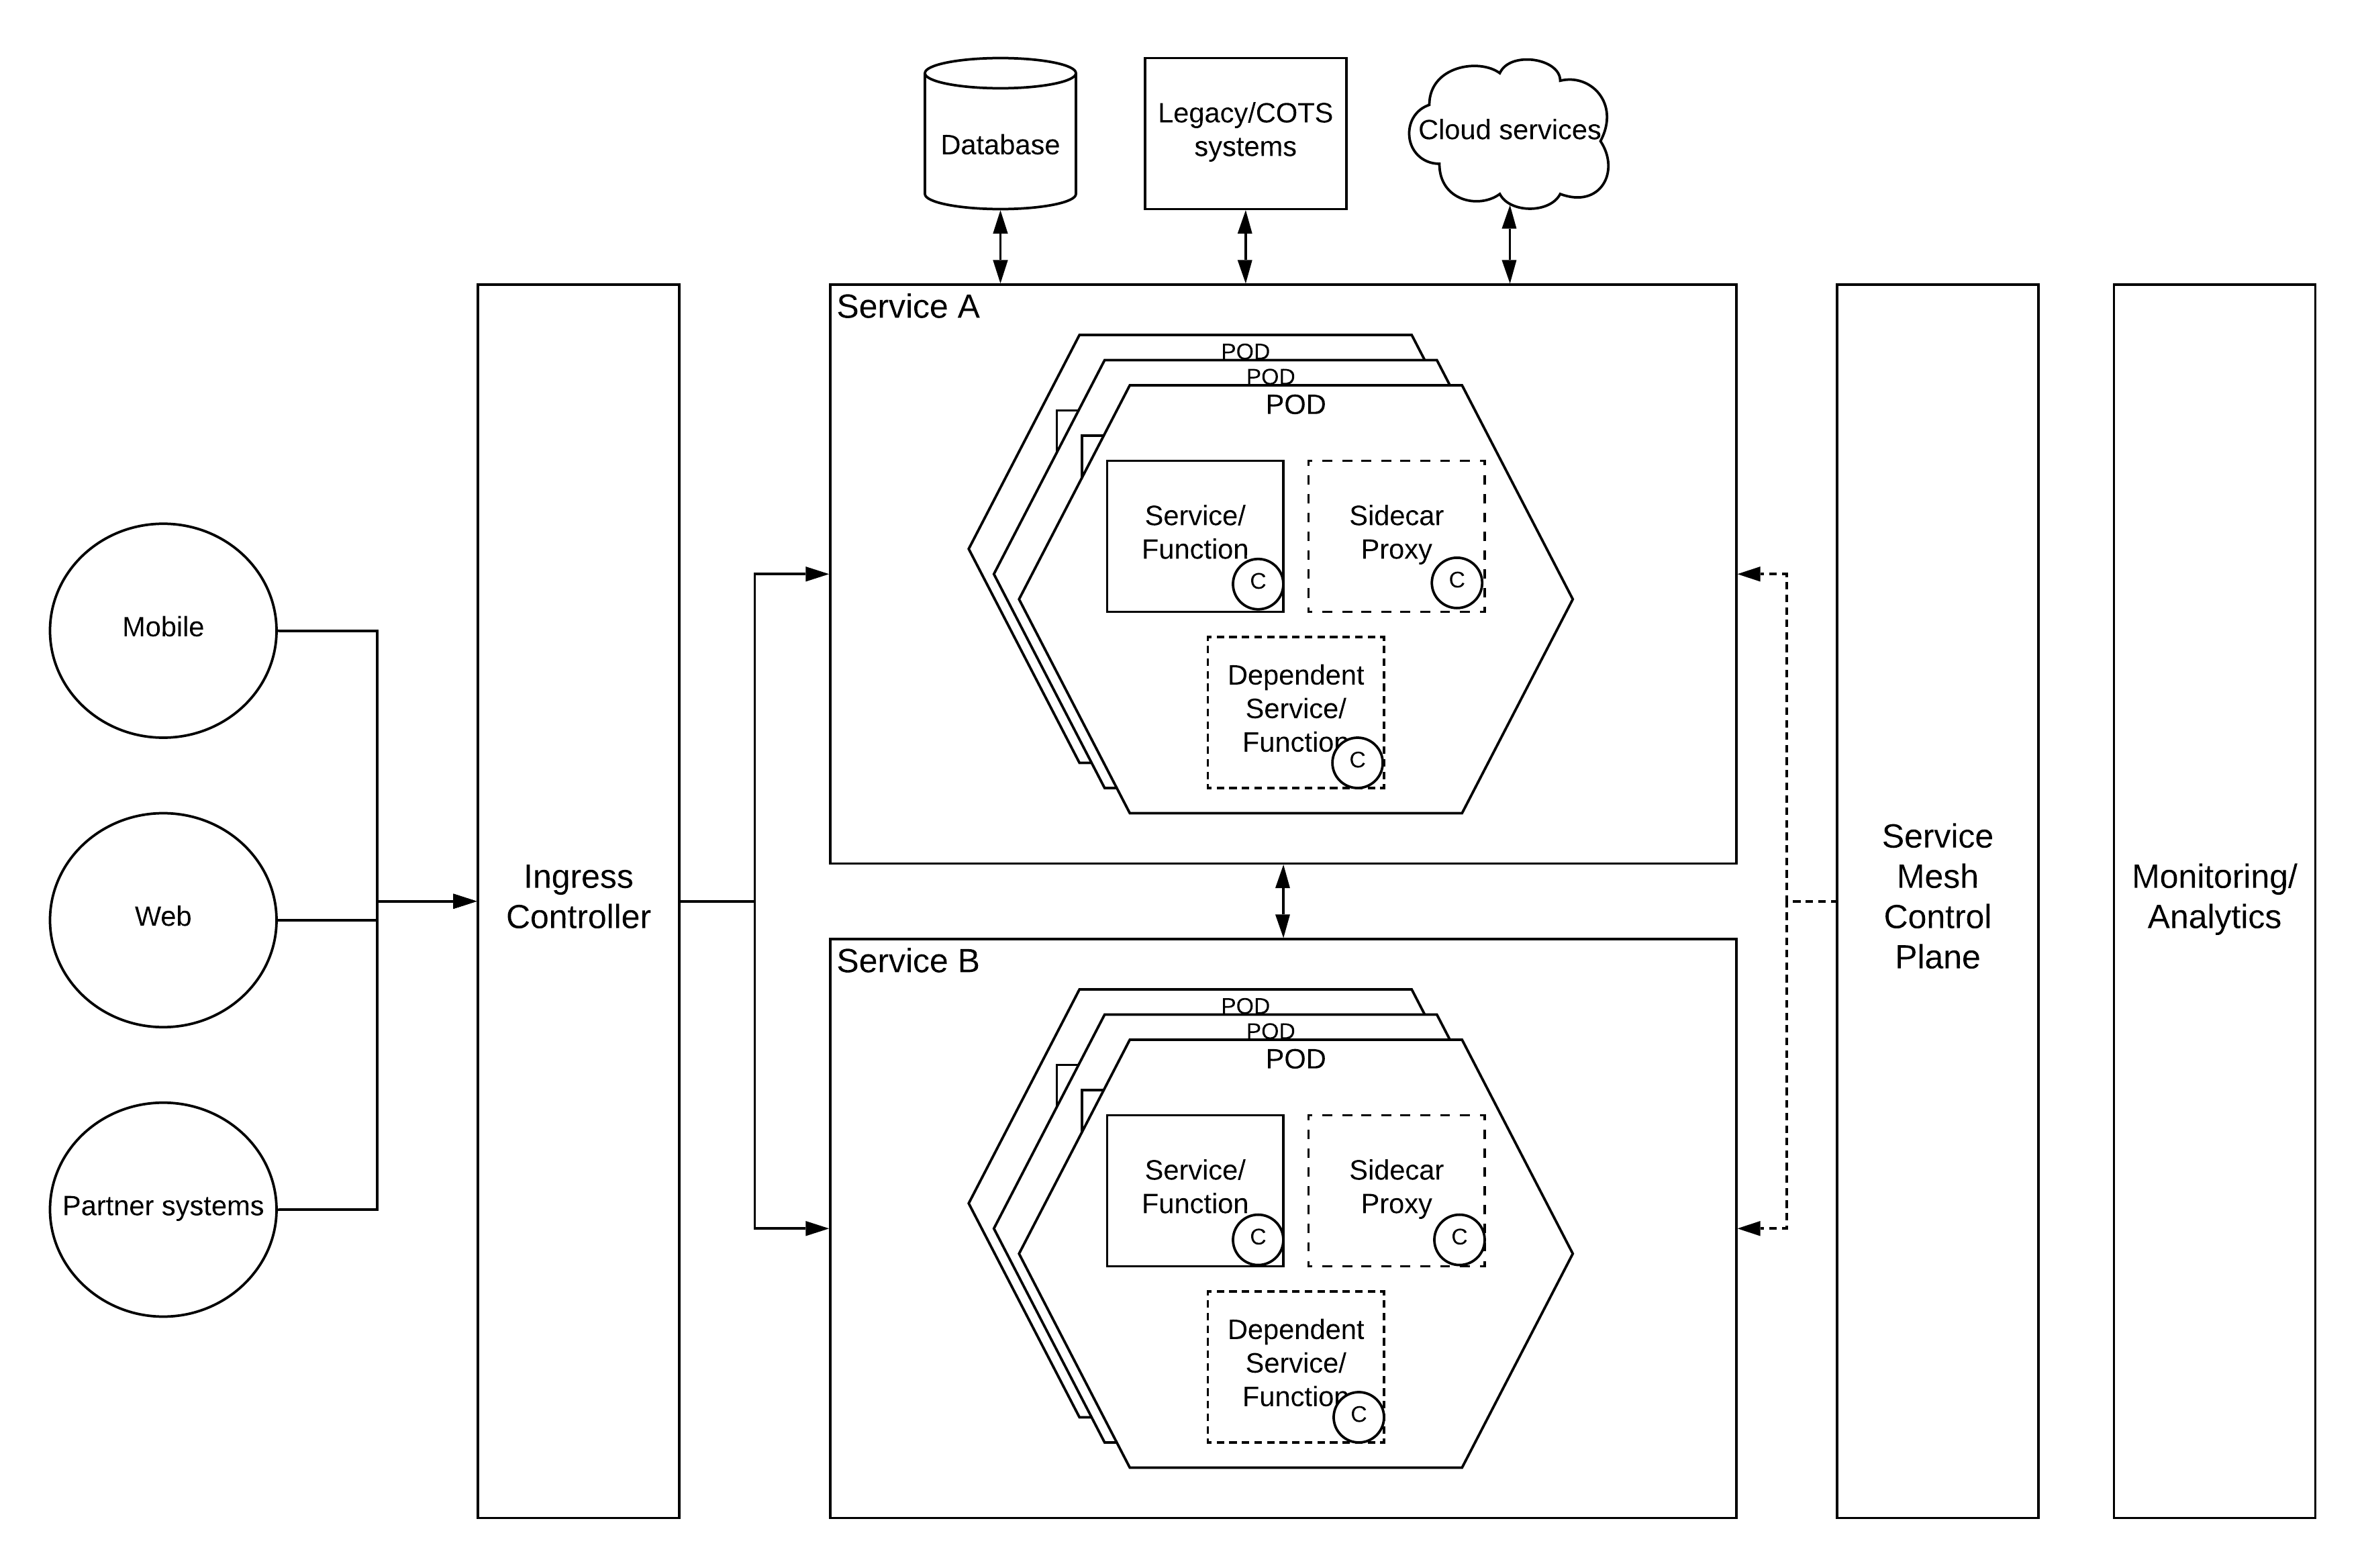 Database
Legacy/COTS
systems
Cloud services
Service A
POD
POD
POD
Service/
Function
C
Sidecar
Proxy
C
Dependent
Service/
Function
C
Mobile
Web
Partner systems
Ingress
Controller
Service B
POD
POD
POD
Service/
Function
C
Sidecar
Proxy
C
Dependent
Service/
Function
C
Service
Mesh
Control
Plane
Monitoring/
Analytics